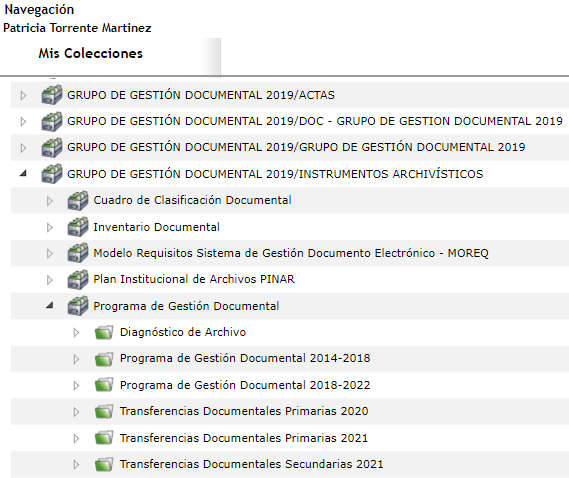 Navegación
Patricia Torrente Martinez
Mis Colecciones
GRUPO DE GESTIÓN DOCUMENTAL 2019/ACTAS
GRUPO DE GESTIÓN DOCUMENTAL 2019/DOC - GRUPO DE GESTION DOCUMENTAL 2019
GRUPO DE GESTIÓN DOCUMENTAL 2019/GRUPO DE GESTIÓN DOCUMENTAL 2019
GRUPO DE GESTIÓN DOCUMENTAL 2019/INSTRUMENTOS ARCHIVÍSTICOS
Cuadro de Clasificación Documental
Inventario Documental
Modelo Requisitos Sistema de Gestión Documento Electrónico - MOREQ
Plan Institucional de Archivos PINAR
Programa de Gestión Documental
Diagnóstico de Archivo
Programa de Gestión Documental 2014-2018
Programa de Gestión Documental 2018-2022
Transferencias Documentales Primarias 2020
Transferencias Documentales Primarias 2021
Transferencias Documentales Secundarias 2021